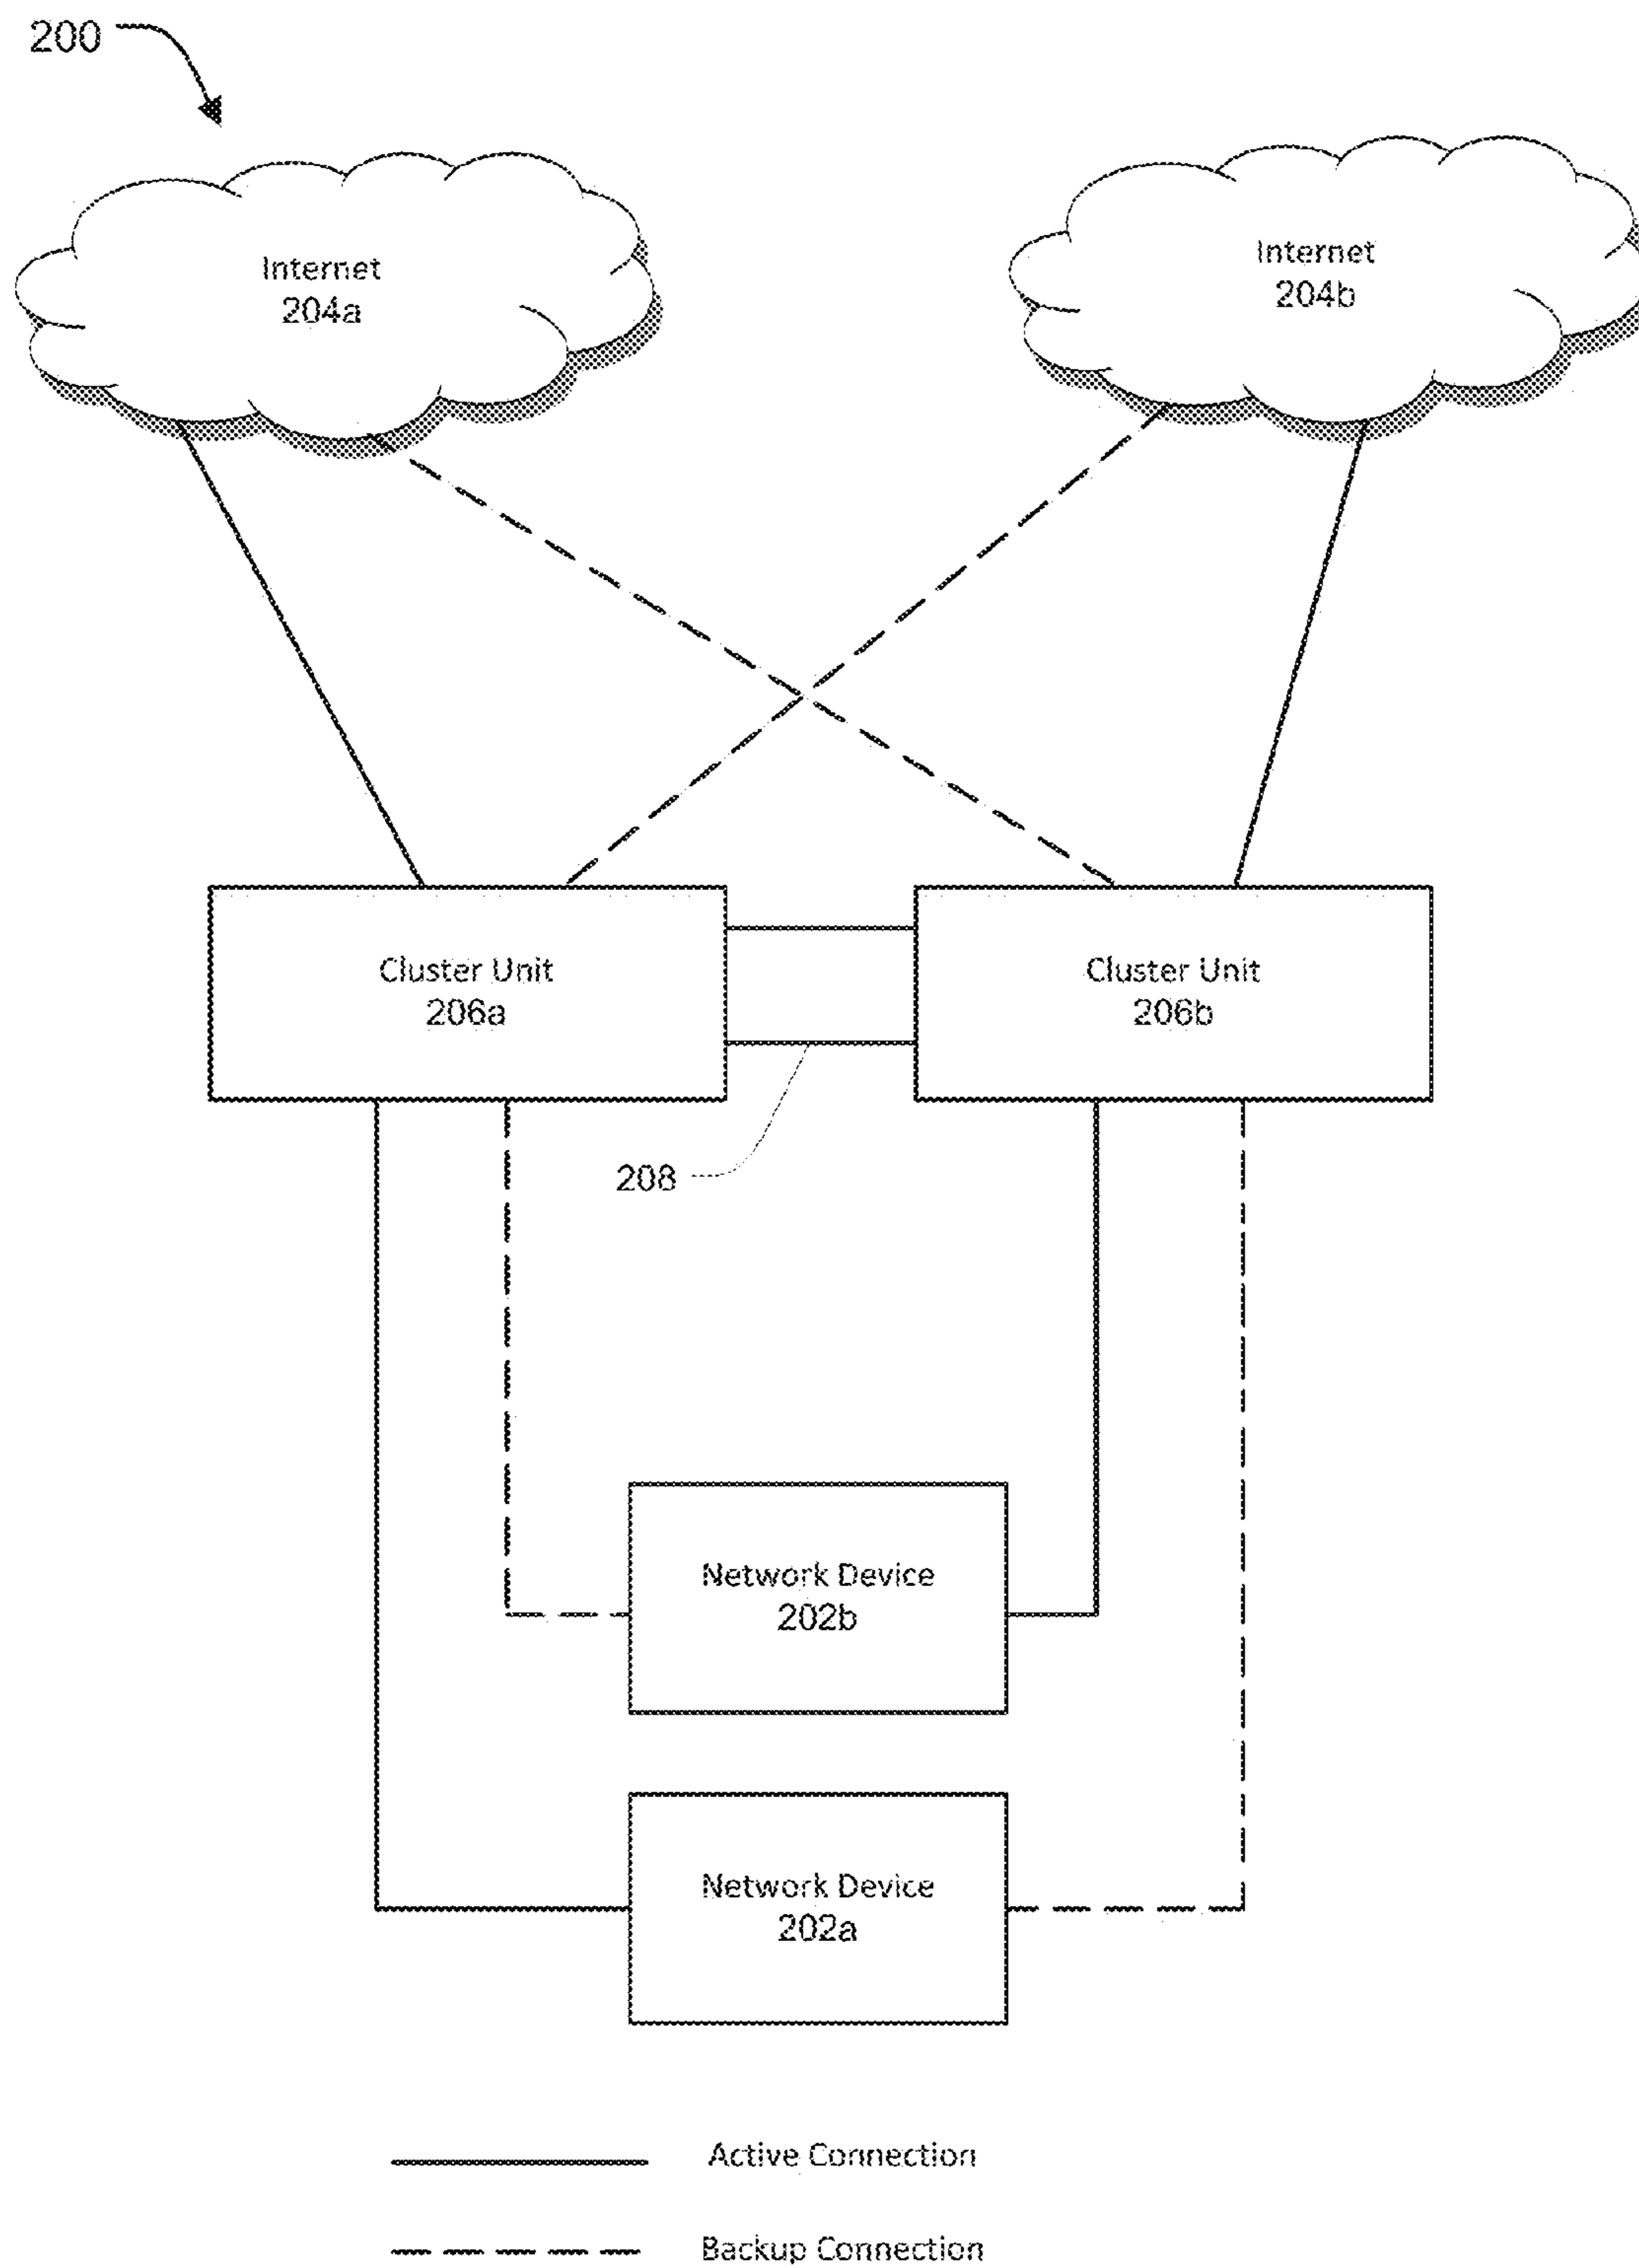 200
Internet
204a
Internet
204b
Cluster Unit
206a
Cluster Unit
206b
208
Network Device
202b
Network Device
202a
Active Connection
Backup Connection